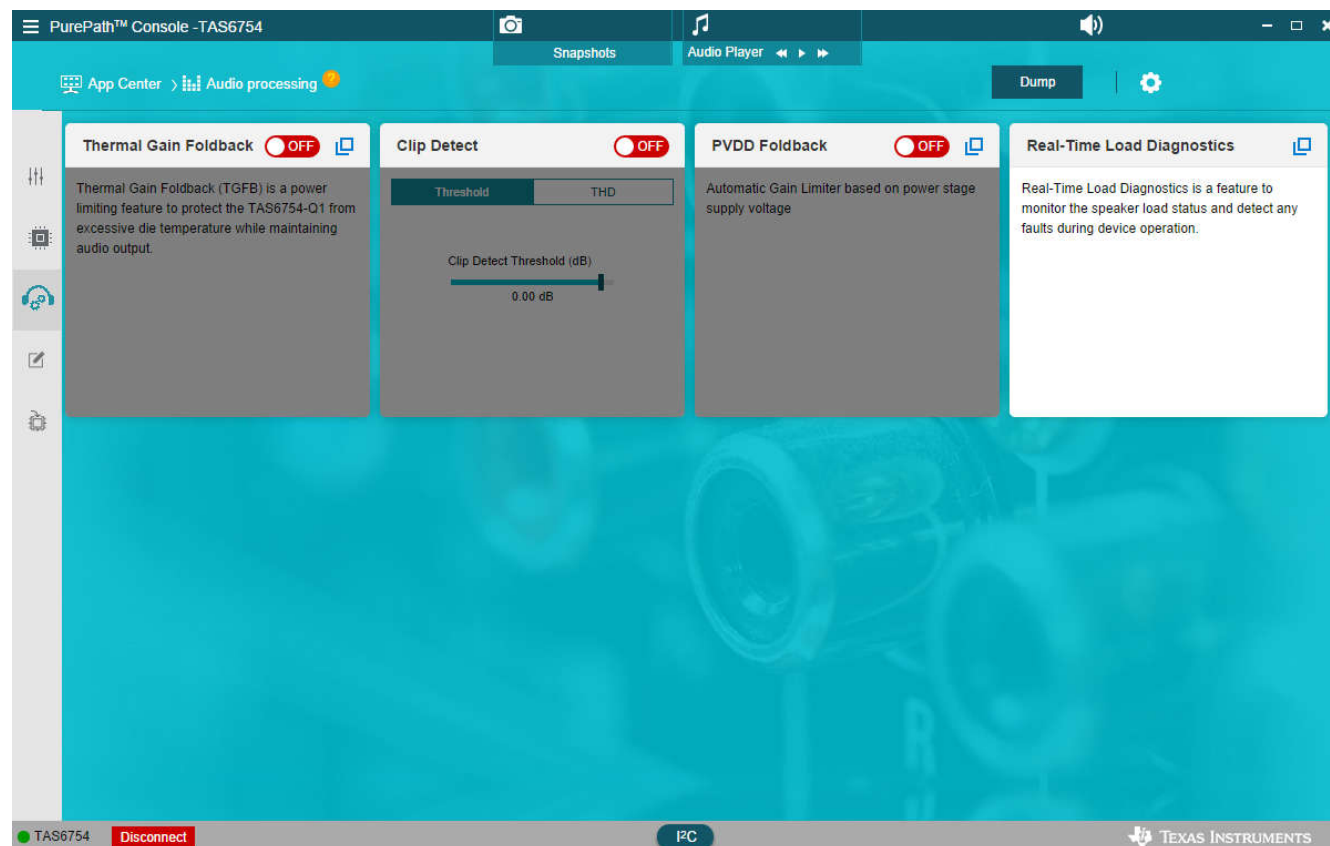 PurePath™ Console -TAS6754
Snapshots
Audio Player
App Center > Audio processing ?
Dump
Thermal Gain Foldback OFF
Thermal Gain Foldback (TGFB) is a power
limiting feature to protect the TAS6754-Q1 from
excessive die temperature while maintaining
audio output.
Clip Detect OFF
Threshold THD
Clip Detect Threshold (dB)
0.00 dB
PVDD Foldback OFF
Automatic Gain Limiter based on power stage
supply voltage
Real-Time Load Diagnostics
Real-Time Load Diagnostics is a feature to
monitor the speaker load status and detect any
faults during device operation.
R
TAS6754 Disconnect I²C TEXAS INSTRUMENTS